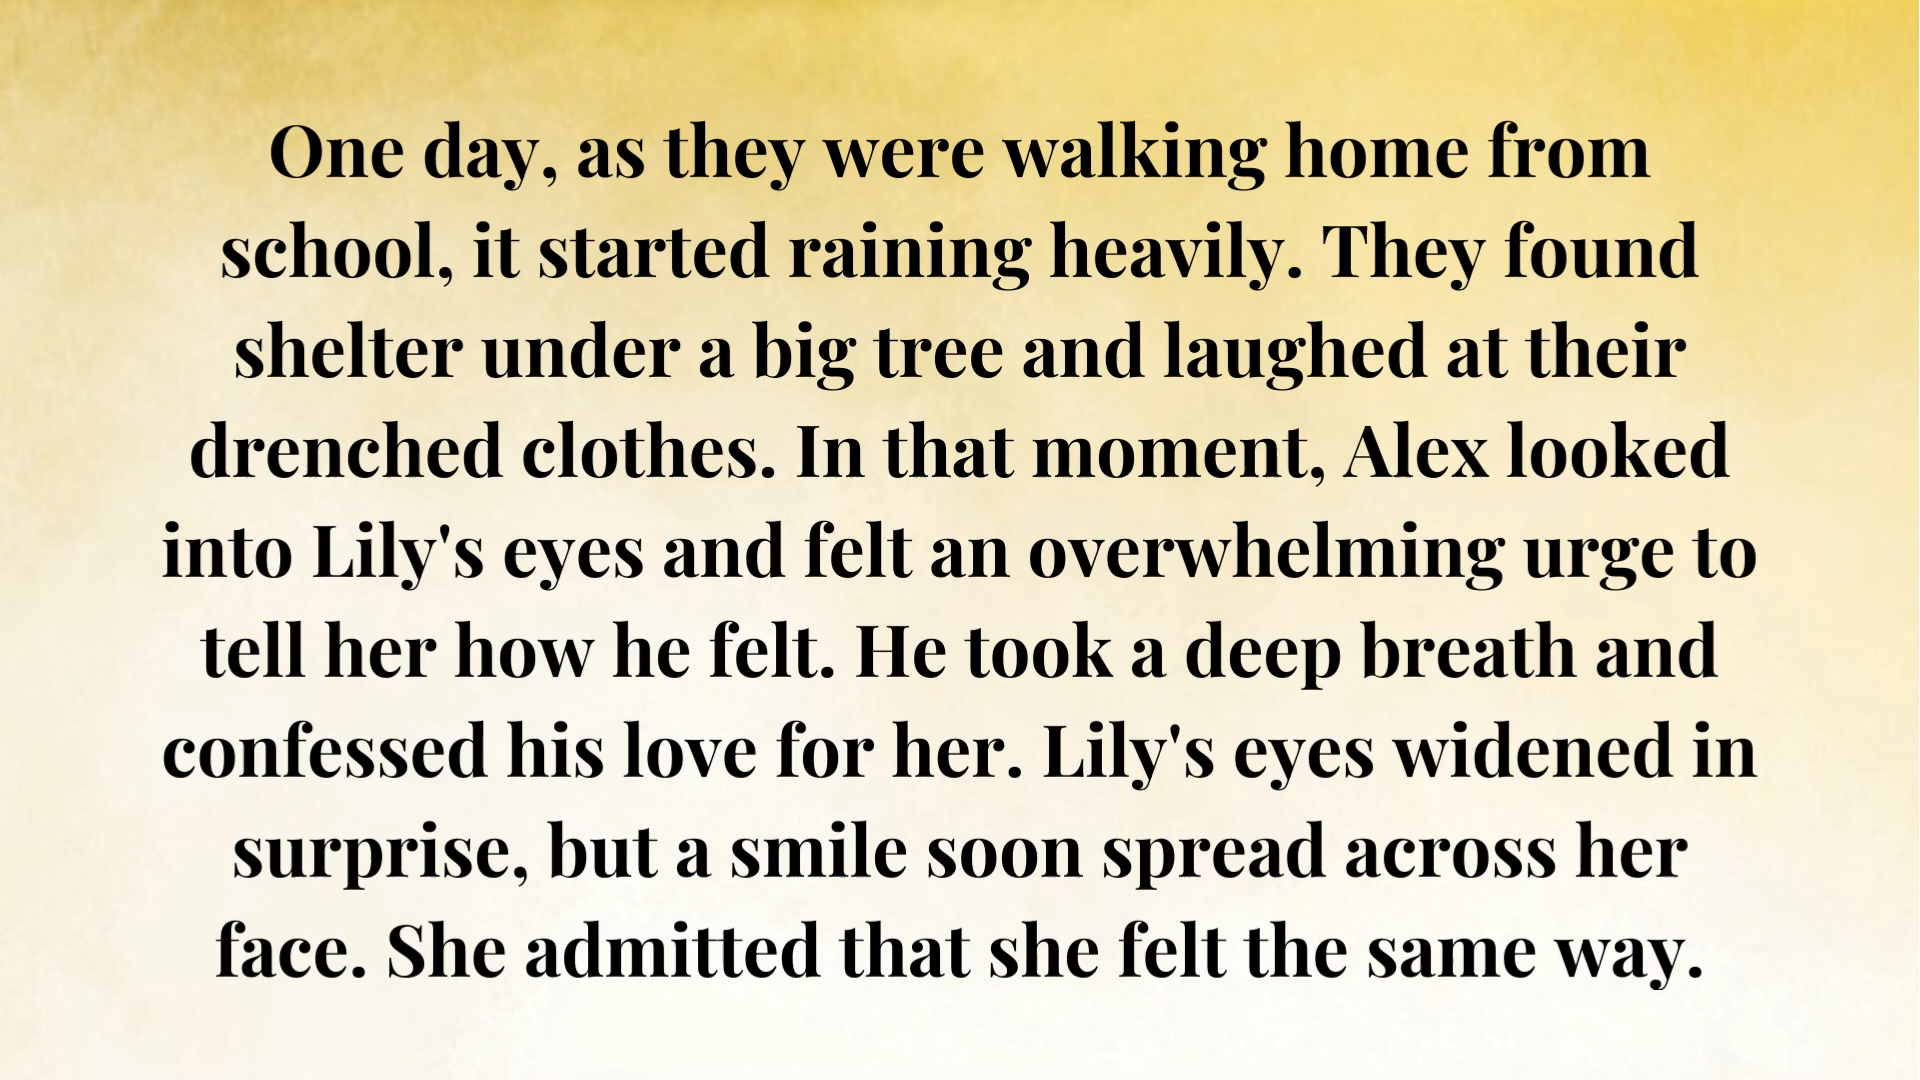 One day, as they were walking home from
school, it started raining heavily. They found
shelter under a big tree and laughed at their
drenched clothes. In that moment, Alex looked
into Lily's eyes and felt an overwhelming urge to
tell her how he felt. He took a deep breath and
confessed his love for her. Lily's eyes widened in
surprise, but a smile soon spread across her
face. She admitted that she felt the same way.